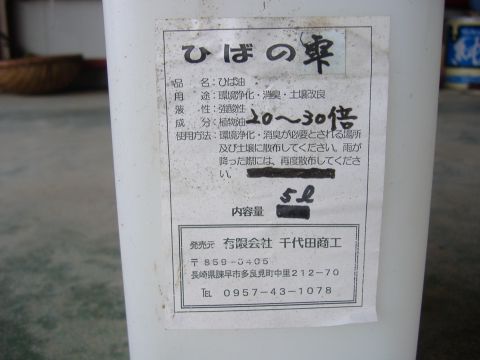 ひばの雫
品　名：ひば油
用　途：環境浄化・消臭・土壌改良
液　性：強酸性
成　分：植物油 20〜30倍
使用方法：環境浄化・消臭が必要とされる場所
及び土壌に散布してください。雨が
降った際には、再度散布してくださ
い。
内容量 5ℓ
発売元 有限会社 千代田商工
〒859-0405
長崎県諫早市多良見町中里212-70
TEL 0957-43-1078